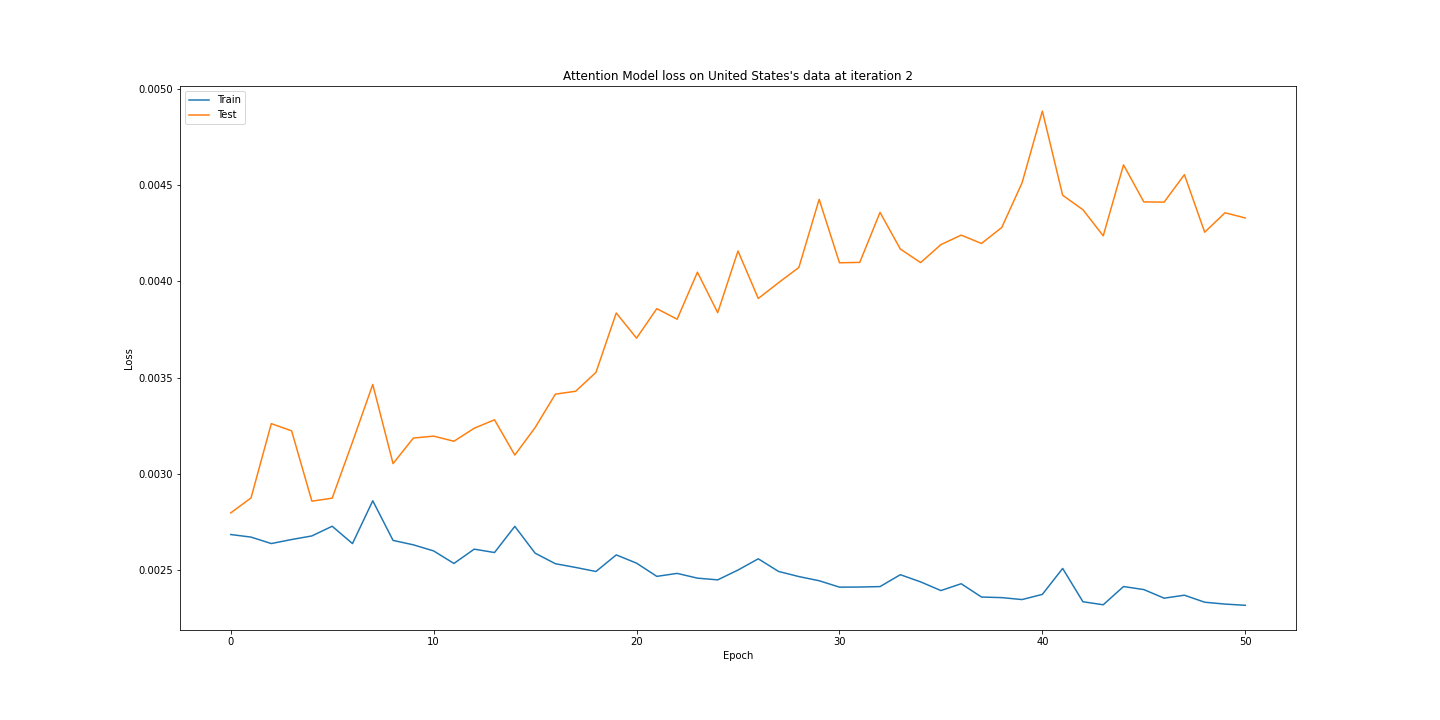 Attention Model loss on United States's data at iteration 2
Train
Test
0.0050
0.0045
0.0040
0.0035
0.0030
0.0025
Loss
0 10 20 30 40 50
Epoch